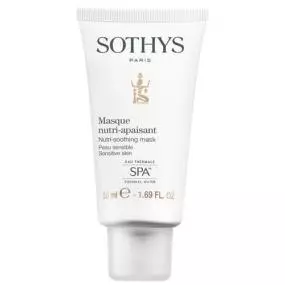 SOTHYS
PARIS
Masque
nutri-apaisant
Nutri-soothing mask
Peau sensible
Sensitive skin
EAU THERMALE
SPA™
THERMAL WATER
50 ml e - 1.69 FL. OZ